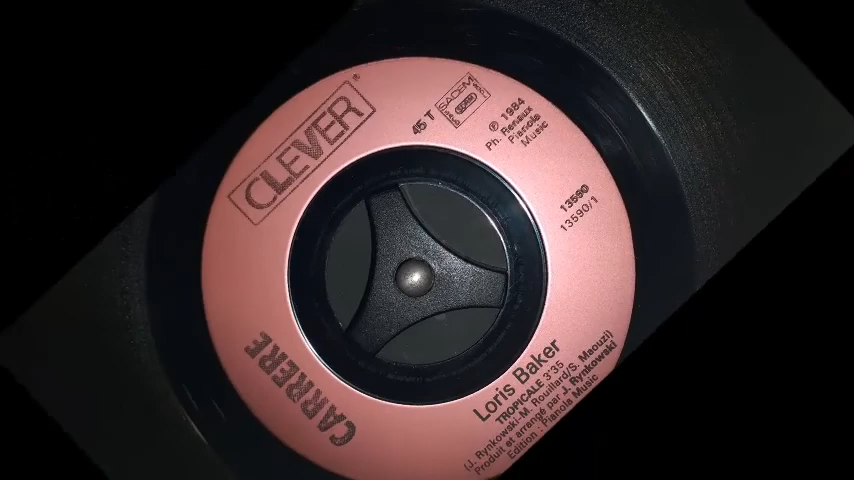 CLEVER
®
45 T
SACEM
℗ 1984
Ph. Renaux
Pianola
Music
13590
13590/1
CARRERE
Loris Baker
TROPICALE 3'35
(J. Rynkowski-M. Rouillard/S. Maouzi)
Produit et arrangé par J. Rynkowski
Edition : Pianola Music